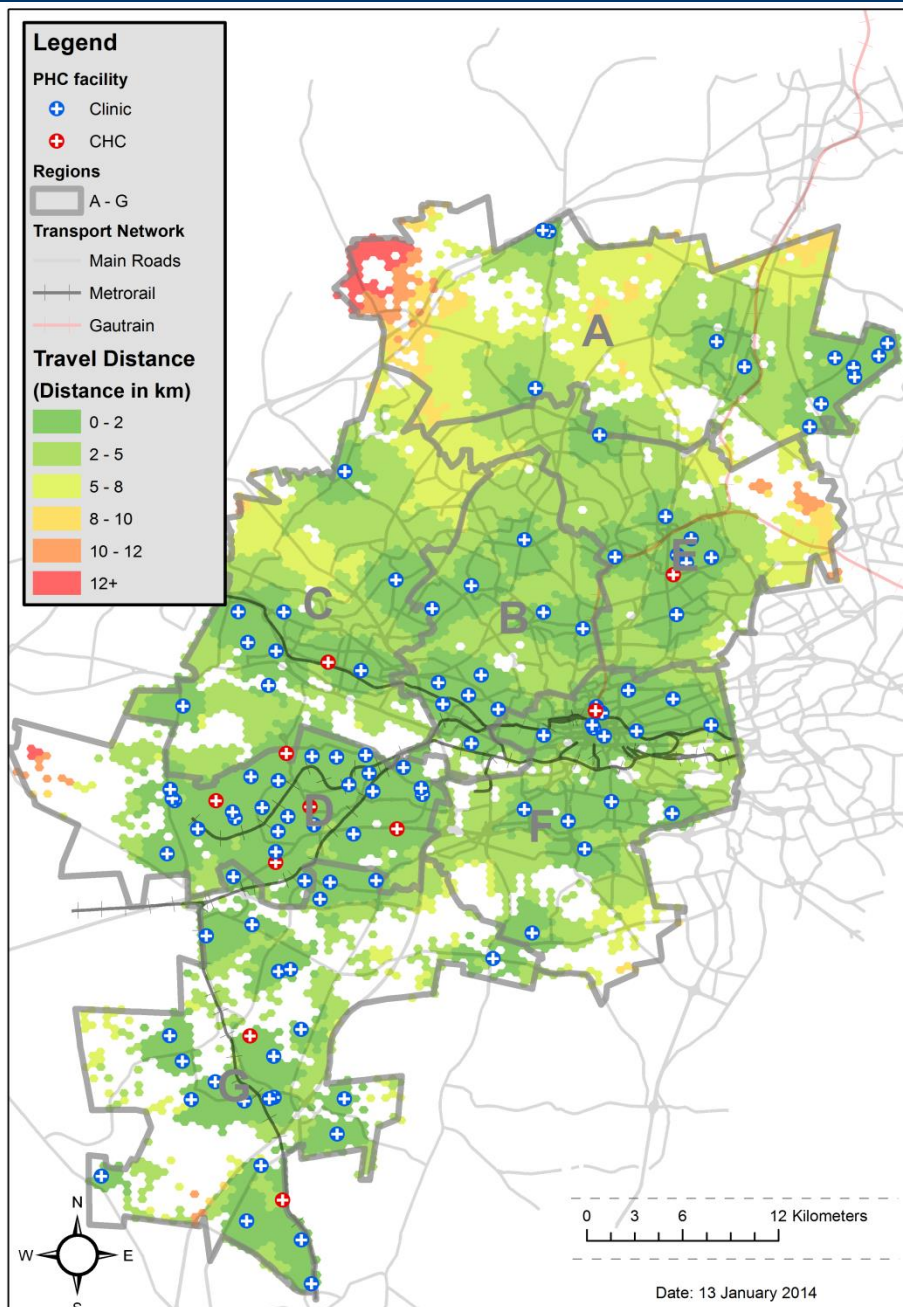 Legend
PHC facility
Clinic
CHC
Regions
A - G
Transport Network
Main Roads
Metrorail
Gautrain
Travel Distance
(Distance in km)
0 - 2
2 - 5
5 - 8
8 - 10
10 - 12
12+
A
E
C
B
D
F
G
N
W
E
S
0 3 6 12 Kilometers
Date: 13 January 2014